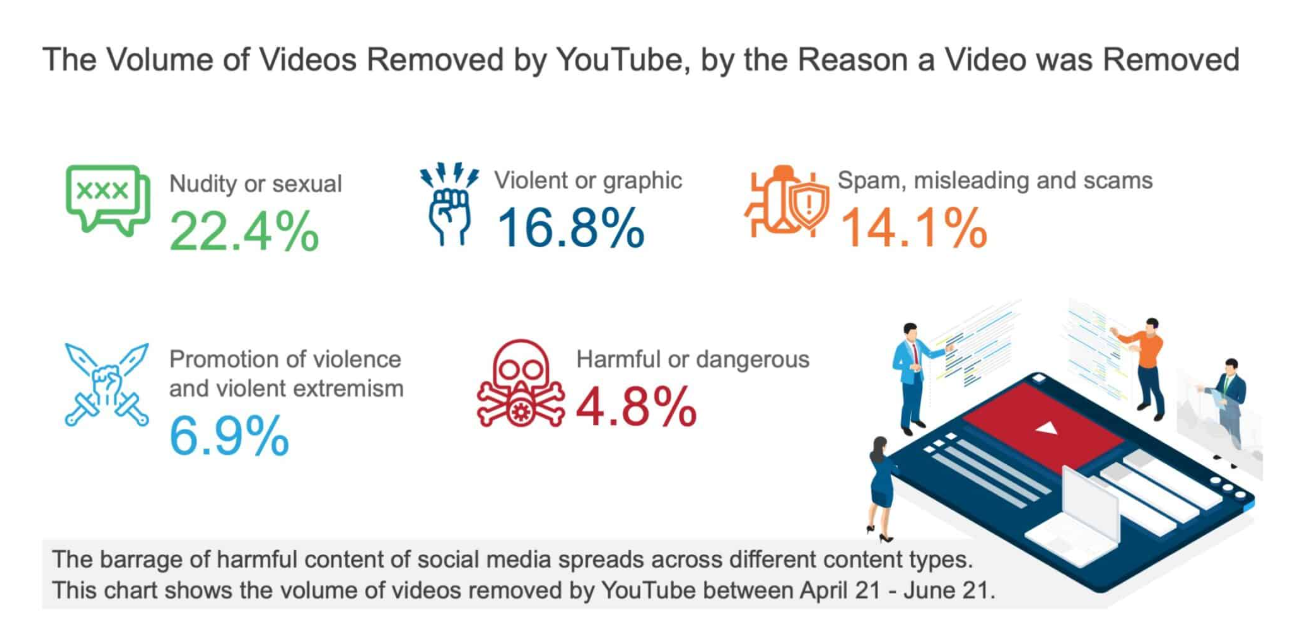 The Volume of Videos Removed by YouTube, by the Reason a Video was Removed
XXX
Nudity or sexual
22.4%
Violent or graphic
16.8%
Spam, misleading and scams
14.1%
Promotion of violence
and violent extremism
6.9%
Harmful or dangerous
4.8%
The barrage of harmful content of social media spreads across different content types.
This chart shows the volume of videos removed by YouTube between April 21 - June 21.